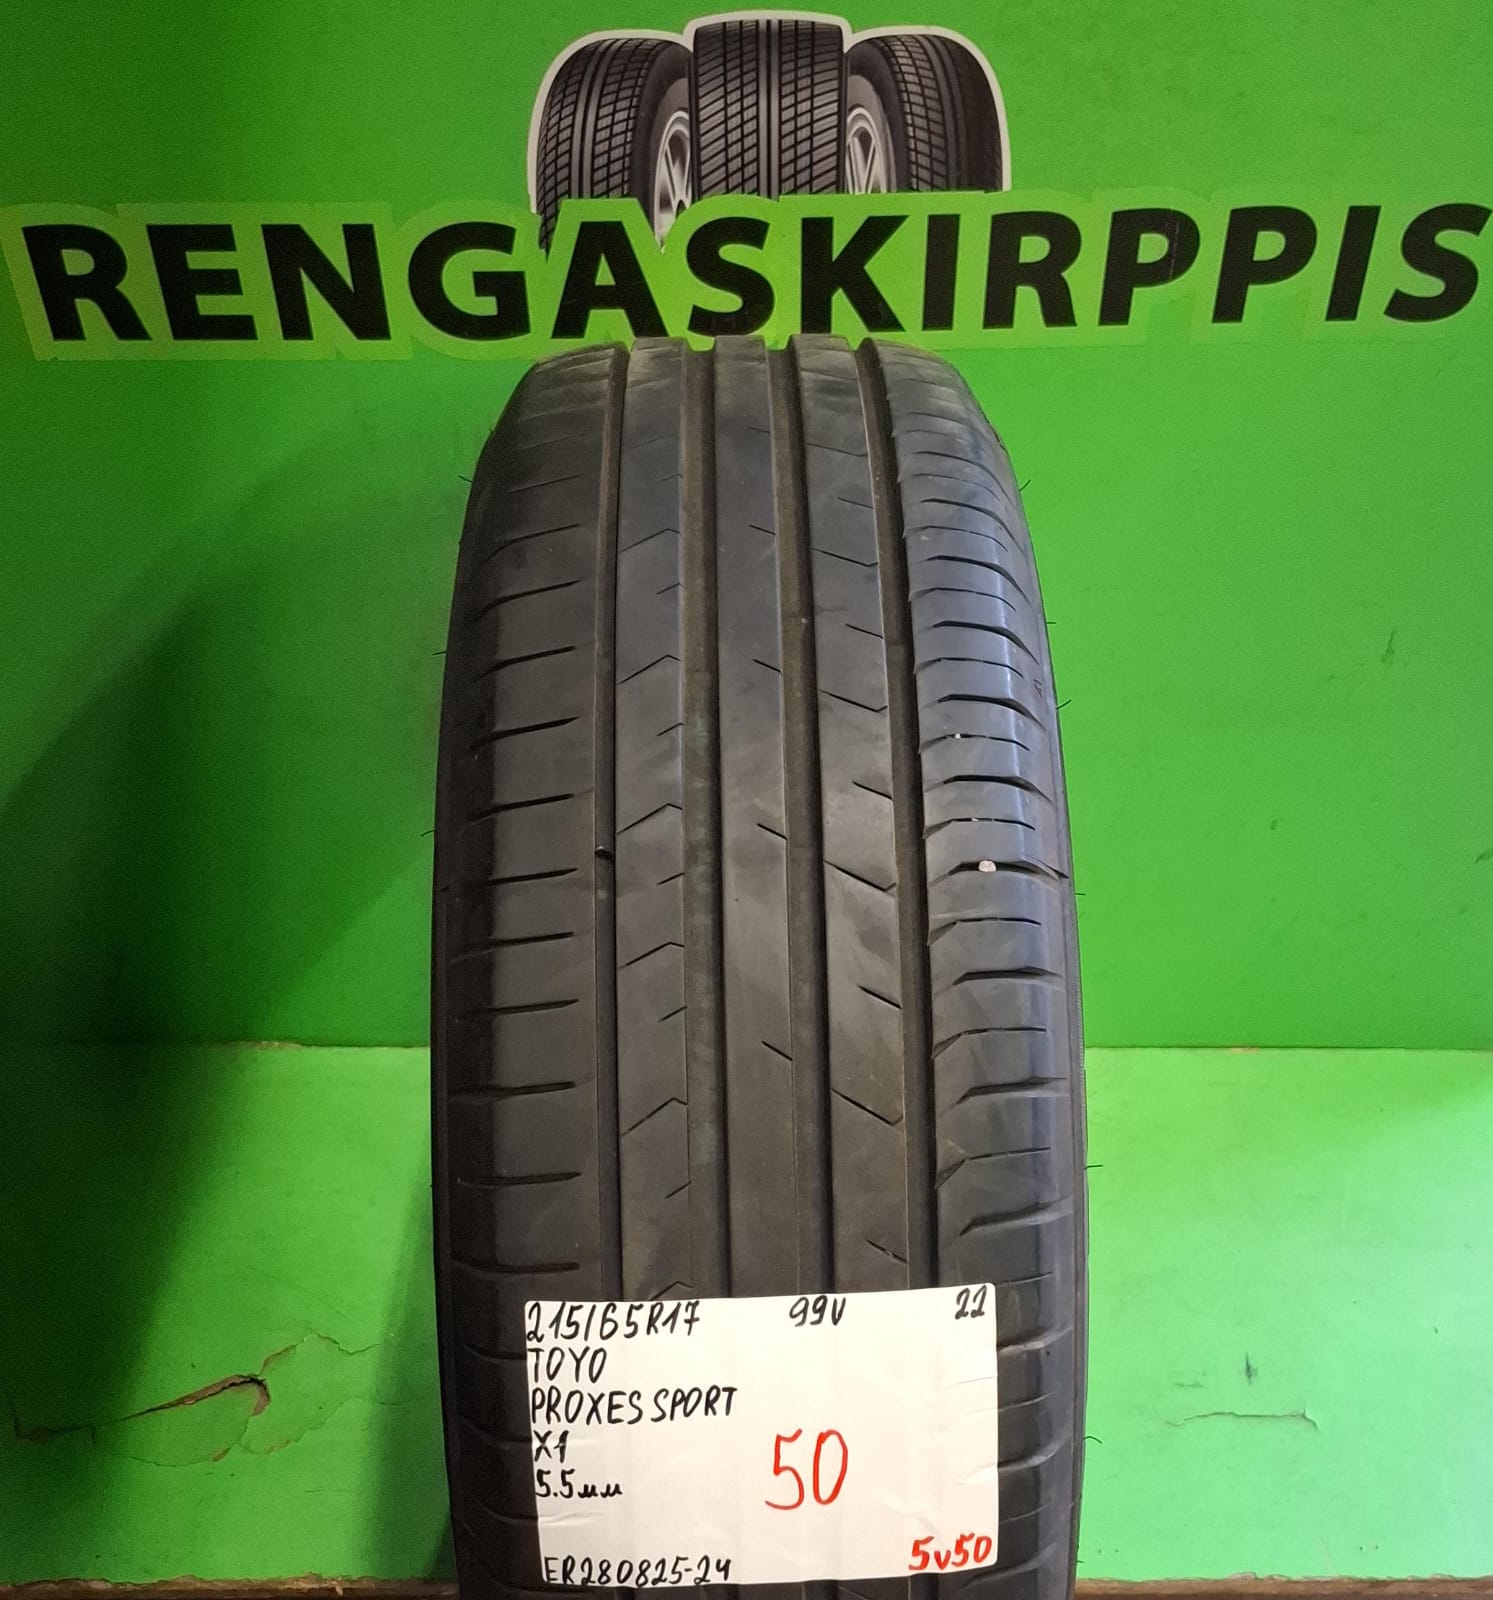 RENGASKIRPPIS
215/65R17 99V 22
TOYO
PROXES SPORT
X1
5.5мм
50
5v50
ER280825-24